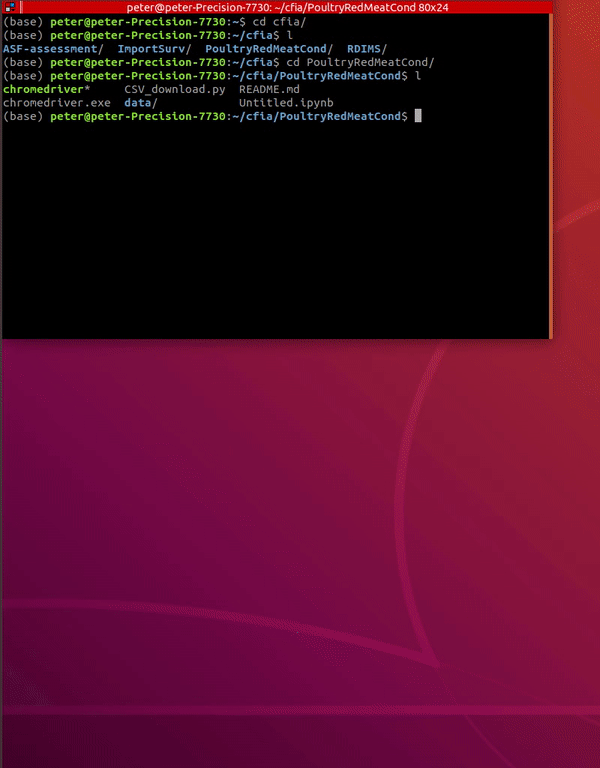 peter@peter-Precision-7730: ~/cfia/PoultryRedMeatCond 80x24
(base) peter@peter-Precision-7730:~$ cd cfia/
(base) peter@peter-Precision-7730:~/cfia$ l
ASF-assessment/  ImportSurv/  PoultryRedMeatCond/  RDIMS/
(base) peter@peter-Precision-7730:~/cfia$ cd PoultryRedMeatCond/
(base) peter@peter-Precision-7730:~/cfia/PoultryRedMeatCond$ l
chromedriver*     CSV_download.py  README.md
chromedriver.exe  data/            Untitled.ipynb
(base) peter@peter-Precision-7730:~/cfia/PoultryRedMeatCond$